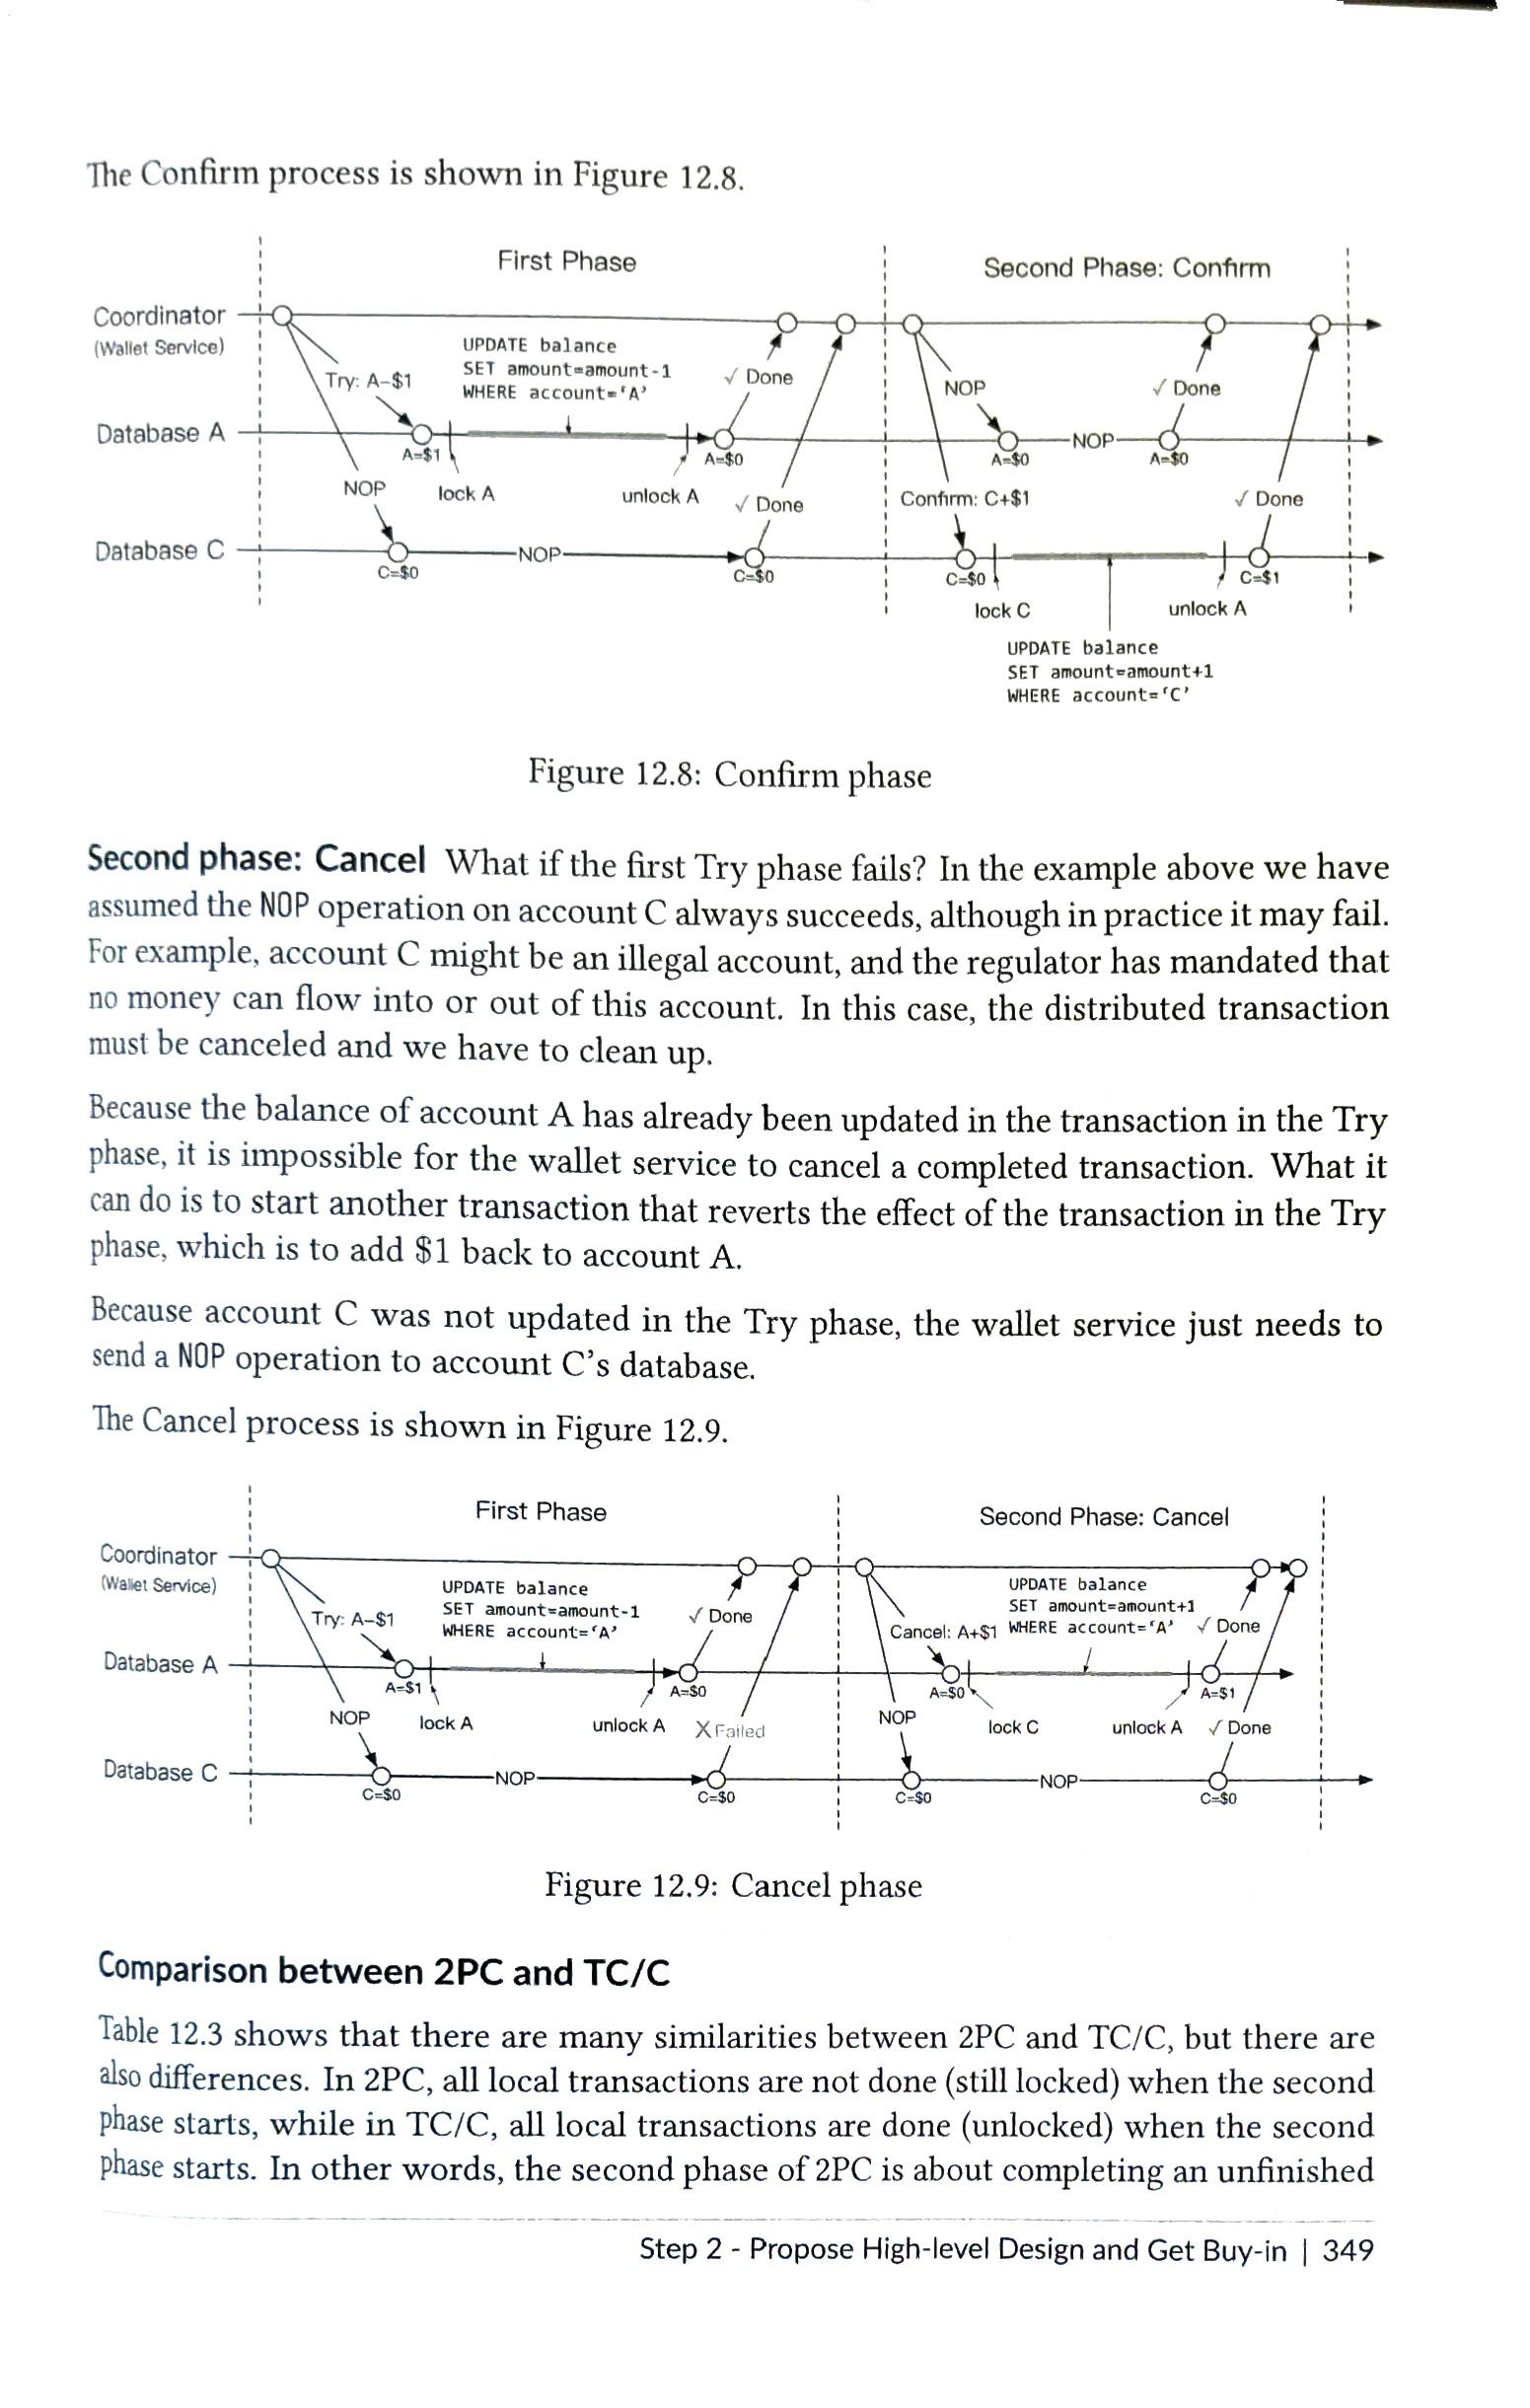 The Confirm process is shown in Figure 12.8.
First Phase
Second Phase: Confirm
Coordinator
(Wallet Service)
UPDATE balance
SET amount=amount-1
WHERE account=‘A’
Try: A-$1
✓ Done
NOP
✓ Done
Database A
A=$1
A=$0
A=$0
NOP
A=$0
NOP
lock A
unlock A
✓ Done
Confirm: C+$1
✓ Done
Database C
C=$0
NOP
C=$0
C=$0
C=$1
lock C
unlock A
UPDATE balance
SET amount=amount+1
WHERE account=‘C’
Figure 12.8: Confirm phase
Second phase: Cancel What if the first Try phase fails? In the example above we have
assumed the NOP operation on account C always succeeds, although in practice it may fail.
For example, account C might be an illegal account, and the regulator has mandated that
no money can flow into or out of this account. In this case, the distributed transaction
must be canceled and we have to clean up.
Because the balance of account A has already been updated in the transaction in the Try
phase, it is impossible for the wallet service to cancel a completed transaction. What it
can do is to start another transaction that reverts the effect of the transaction in the Try
phase, which is to add $1 back to account A.
Because account C was not updated in the Try phase, the wallet service just needs to
send a NOP operation to account C’s database.
The Cancel process is shown in Figure 12.9.
First Phase
Second Phase: Cancel
Coordinator
(Wallet Service)
UPDATE balance
SET amount=amount-1
WHERE account=‘A’
Try: A-$1
✓ Done
UPDATE balance
SET amount=amount+1
WHERE account=‘A’
Cancel: A+$1
✓ Done
Database A
A=$1
A=$0
A=$0
A=$1
NOP
lock A
unlock A
X Failed
NOP
lock C
unlock A
✓ Done
Database C
C=$0
NOP
C=$0
C=$0
NOP
C=$0
Figure 12.9: Cancel phase
Comparison between 2PC and TC/C
Table 12.3 shows that there are many similarities between 2PC and TC/C, but there are
also differences. In 2PC, all local transactions are not done (still locked) when the second
phase starts, while in TC/C, all local transactions are done (unlocked) when the second
phase starts. In other words, the second phase of 2PC is about completing an unfinished
Step 2 - Propose High-level Design and Get Buy-in | 349